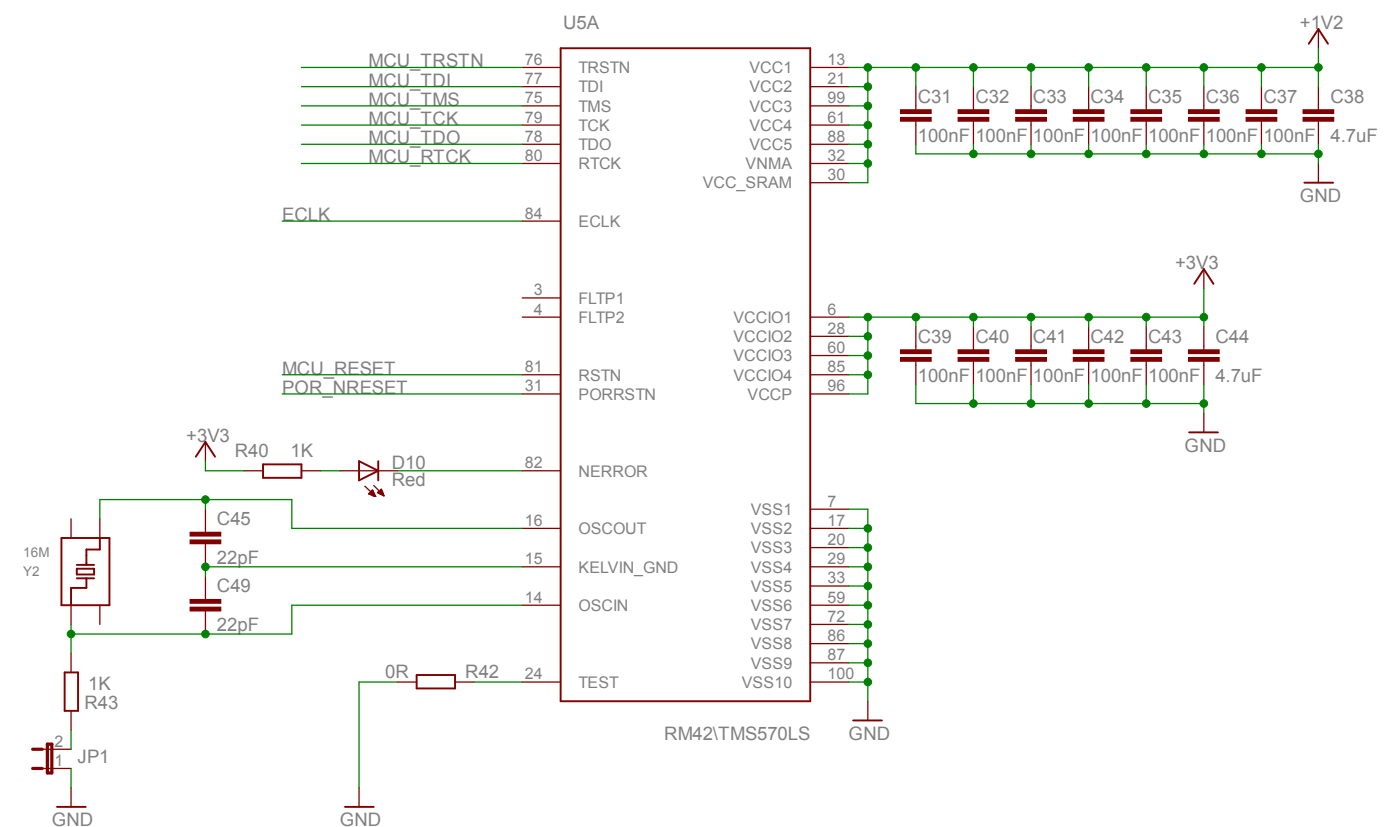 U5A
+1V2
MCU_TRSTN 76 TRSTN VCC1 13
MCU_TDI 77 TDI VCC2 21
MCU_TMS 75 TMS VCC3 99
MCU_TCK 79 TCK VCC4 61
MCU_TDO 78 TDO VCC5 88
MCU_RTCK 80 RTCK VNMA 32
VCC_SRAM 30
C31 C32 C33 C34 C35 C36 C37 C38
100nF 100nF 100nF 100nF 100nF 100nF 100nF 4.7uF
GND
ECLK 84 ECLK
+3V3
3 FLTP1 VCCIO1 6
4 FLTP2 VCCIO2 28
VCCIO3 60
MCU_RESET 81 RSTN VCCIO4 85
POR_NRESET 31 PORRSTN VCCP 96
C39 C40 C41 C42 C43 C44
100nF 100nF 100nF 100nF 100nF 4.7uF
GND
+3V3
R40 1K D10
Red
82 NERROR
VSS1 7
C45 16 OSCOUT VSS2 17
VSS3 20
22pF 15 KELVIN_GND VSS4 29
16M
Y2
C49 VSS5 33
14 OSCIN VSS6 59
22pF VSS7 72
VSS8 86
VSS9 87
0R R42 24 TEST VSS10 100
1K
R43
RM42\TMS570LS
GND
2
1
JP1
GND
GND